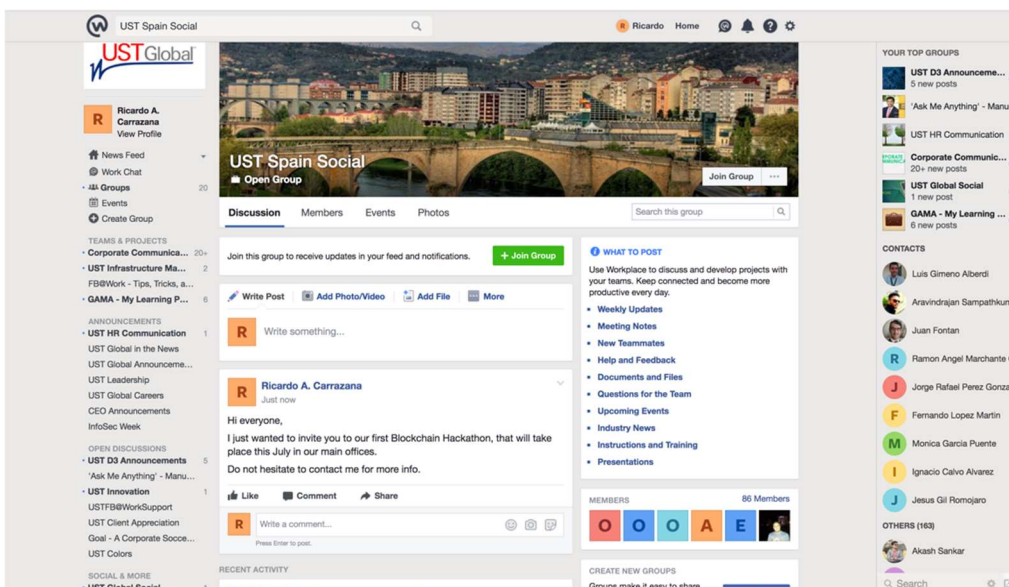 UST Spain Social
R Ricardo Home
USTGlobal
R
Ricardo A.
Carrazana
View Profile
News Feed
Work Chat
Groups 20
Events
Create Group
TEAMS & PROJECTS
Corporate Communica... 20+
UST Infrastructure Ma... 2
FB@Work - Tips, Tricks, a...
GAMA - My Learning P... 6
ANNOUNCEMENTS
UST HR Communication 1
UST Global in the News
UST Global Announceme...
UST Leadership
UST Global Careers
CEO Announcements
InfoSec Week
OPEN DISCUSSIONS
UST D3 Announcements 5
'Ask Me Anything' - Manu...
UST Innovation 1
USTFB@WorkSupport
UST Client Appreciation
Goal - A Corporate Socce...
UST Colors
SOCIAL & MORE
UST Global Social
UST Spain Social
Open Group
Join Group ...
Discussion Members Events Photos
Search this group
Join this group to receive updates in your feed and notifications.
+ Join Group
Write Post Add Photo/Video Add File More
R Write something...
R
Ricardo A. Carrazana
Just now
Hi everyone,
I just wanted to invite you to our first Blockchain Hackathon, that will take
place this July in our main offices.
Do not hesitate to contact me for more info.
Like Comment Share
R Write a comment...
Press Enter to post.
RECENT ACTIVITY
WHAT TO POST
Use Workplace to discuss and develop projects with
your teams. Keep connected and become more
productive every day.
• Weekly Updates
• Meeting Notes
• New Teammates
• Help and Feedback
• Documents and Files
• Questions for the Team
• Upcoming Events
• Industry News
• Instructions and Training
• Presentations
MEMBERS 86 Members
O O O A E
CREATE NEW GROUPS
Groups make it easy to share
YOUR TOP GROUPS
UST D3 Announceme...
5 new posts
'Ask Me Anything' - Manu
UST HR Communication
Corporate Communic...
20+ new posts
UST Global Social
1 new post
GAMA - My Learning ...
6 new posts
CONTACTS
Luis Gimeno Alberdi
Aravindrajan Sampathkun
Juan Fontan
R Ramon Angel Marchante
J Jorge Rafael Perez Gonza
F Fernando Lopez Martin
M Monica Garcia Puente
I Ignacio Calvo Alvarez
J Jesus Gil Romojaro
OTHERS (163)
Akash Sankar
Search